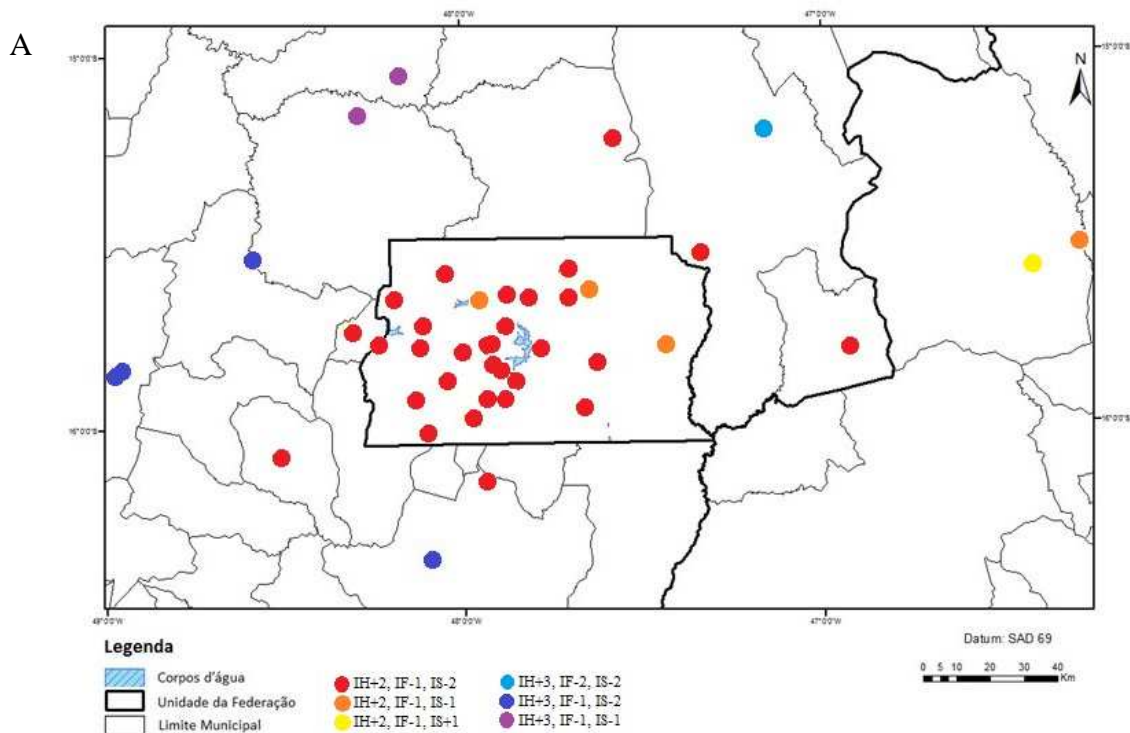 A
48°0'0"W
47°0'0"W
15°0'0"S
15°0'0"S
N
16°0'0"S
16°0'0"S
49°0'0"W
48°0'0"W
47°0'0"W
Legenda
Corpos d'água
Unidade da Federação
Limite Municipal
IH+2, IF-1, IS-2
IH+2, IF-1, IS-1
IH+2, IF-1, IS+1
IH+3, IF-2, IS-2
IH+3, IF-1, IS-2
IH+3, IF-1, IS-1
Datum: SAD 69
0 5 10 20 30 40
Km